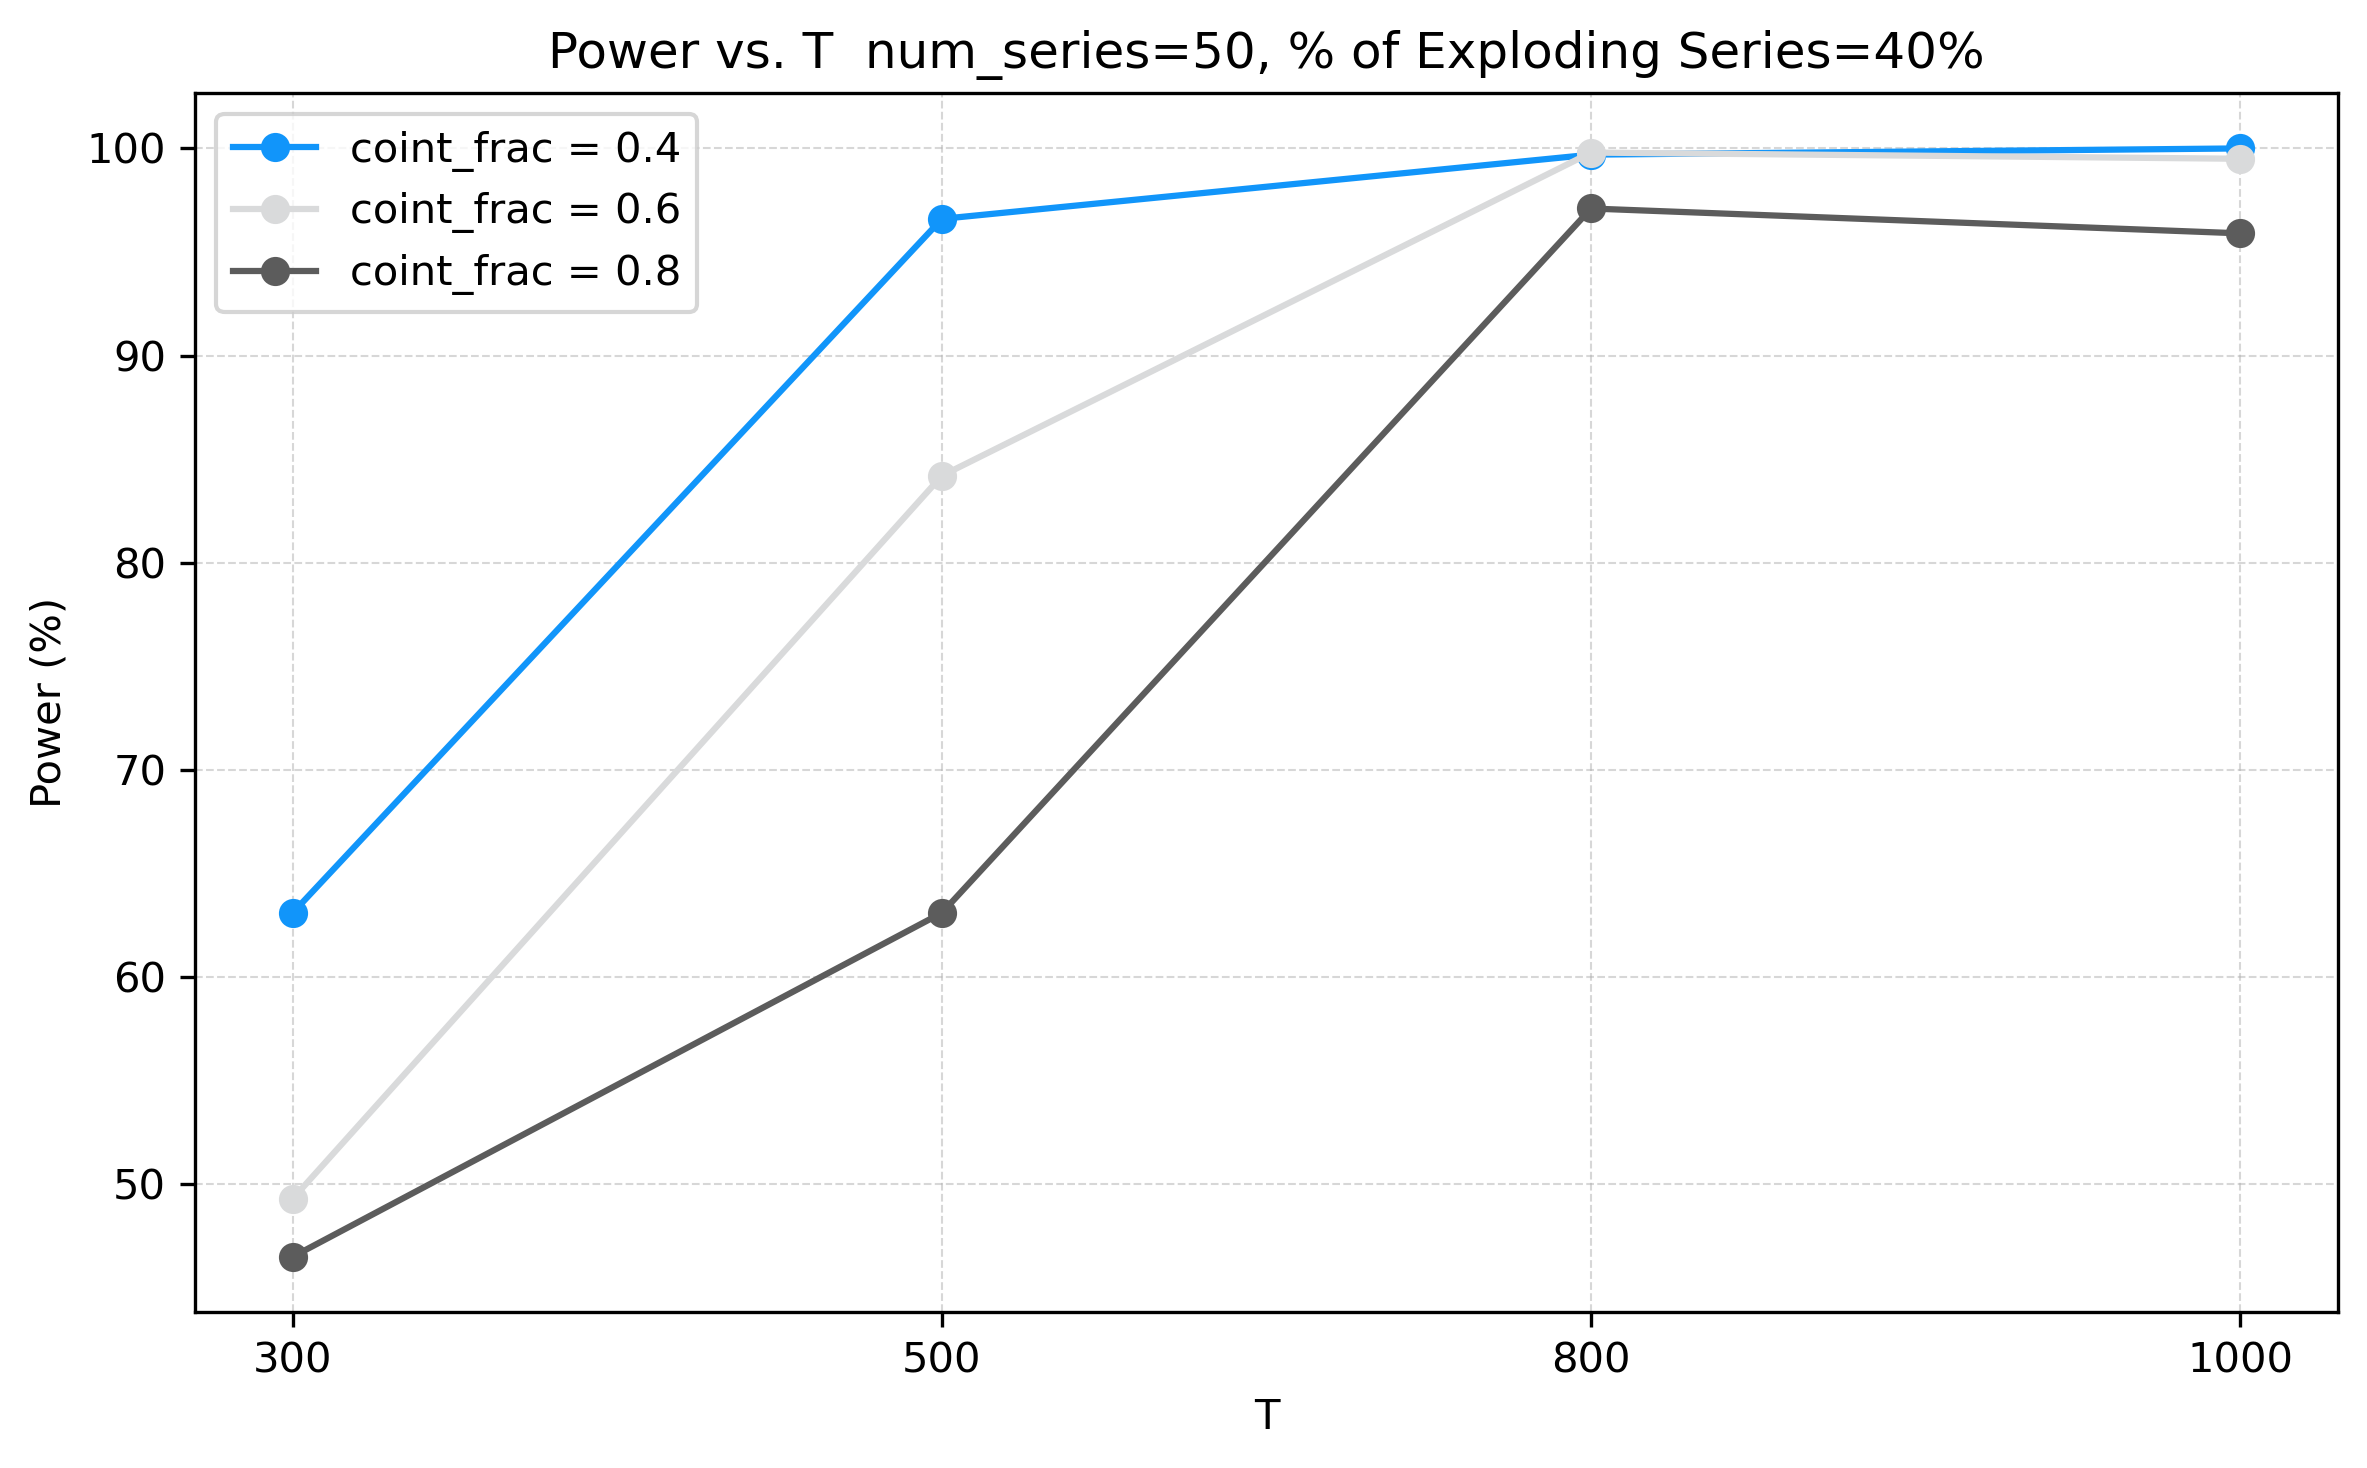 Power vs. T  num_series=50, % of Exploding Series=40%
coint_frac = 0.4
coint_frac = 0.6
coint_frac = 0.8
Power (%)
100
90
80
70
60
50
300 500 800 1000
T